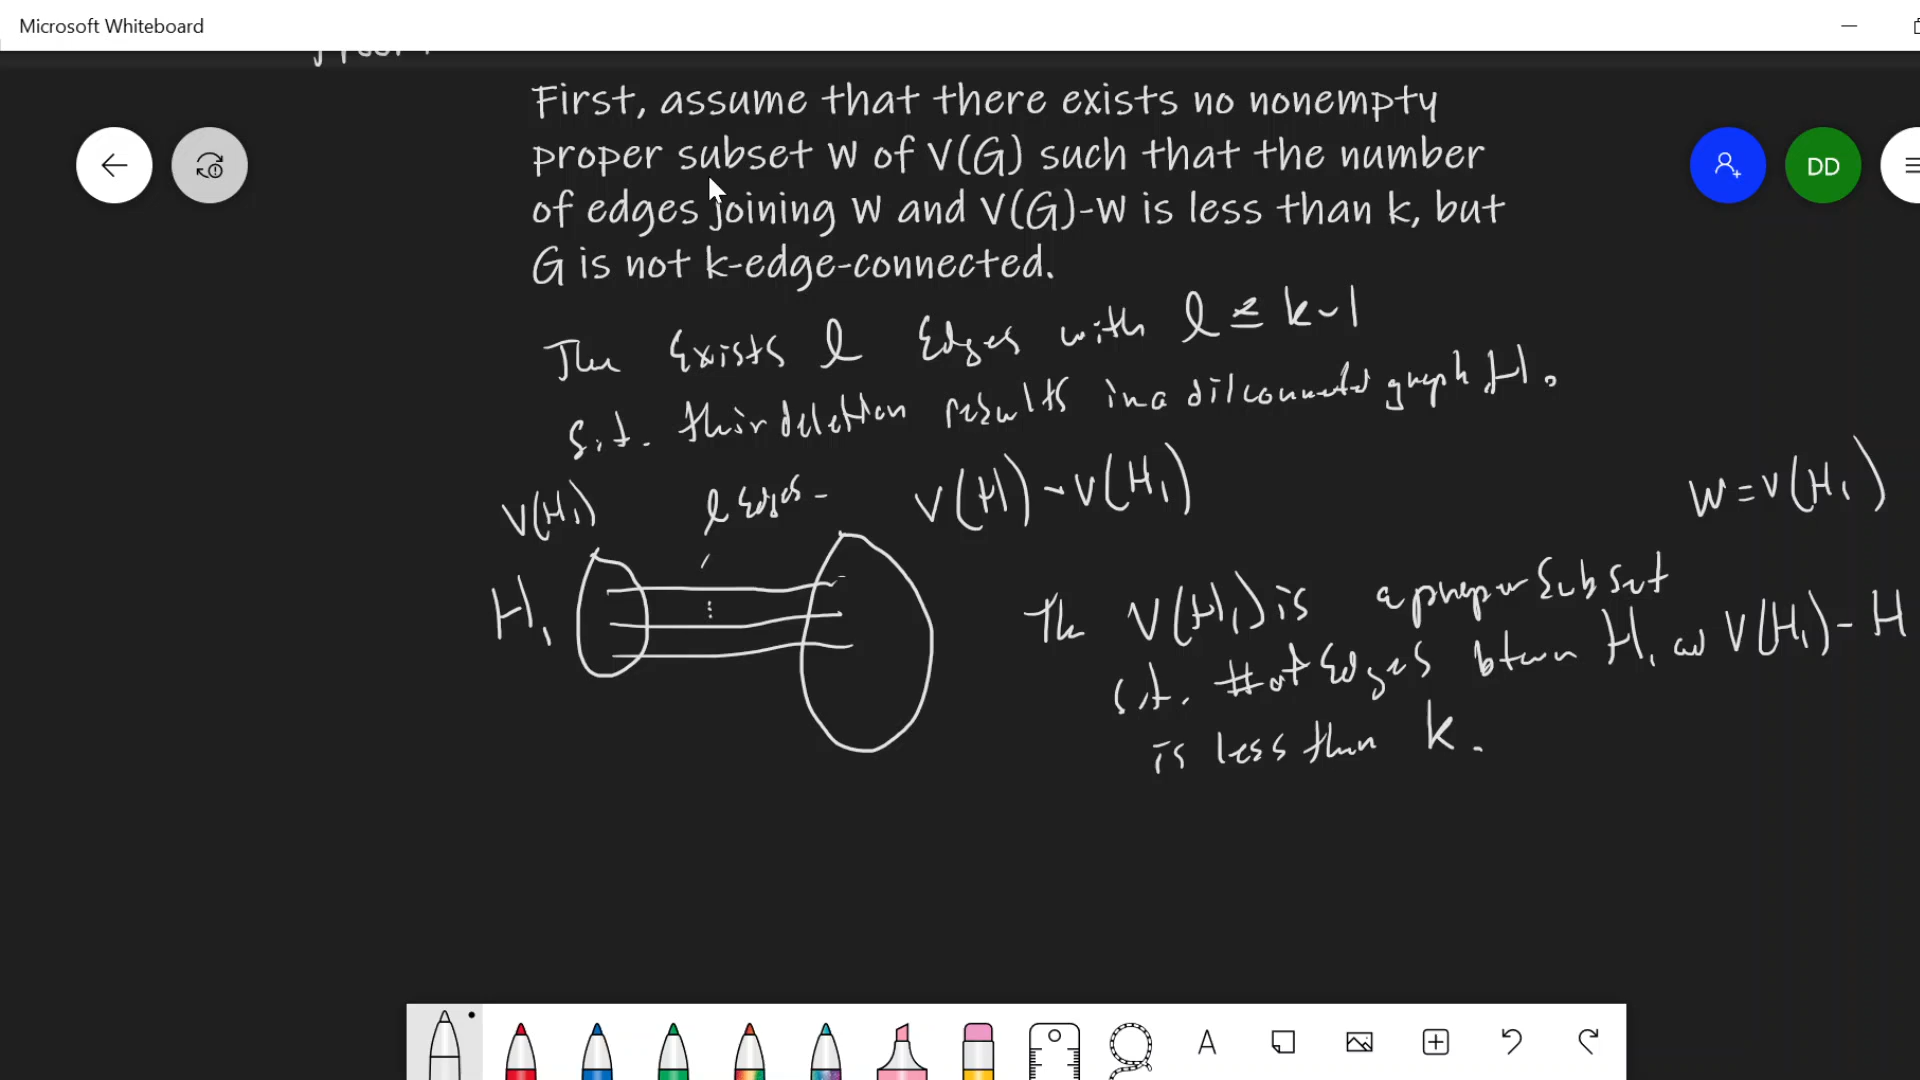 Microsoft Whiteboard
First, assume that there exists no nonempty
proper subset W of V(G) such that the number
of edges joining W and V(G)-W is less than k, but
G is not k-edge-connected.
The Exists l Edges with l ≤ k-1
s.t. their deletion results in a disconnected graph H.
V(H₁) l Edges - V(H) - V(H₁) W = V(H₁)
H₁
The V(H₁) is a proper subset
s.t. # of Edges btwn H₁ and V(H₁) - H
is less than k.
DD
A